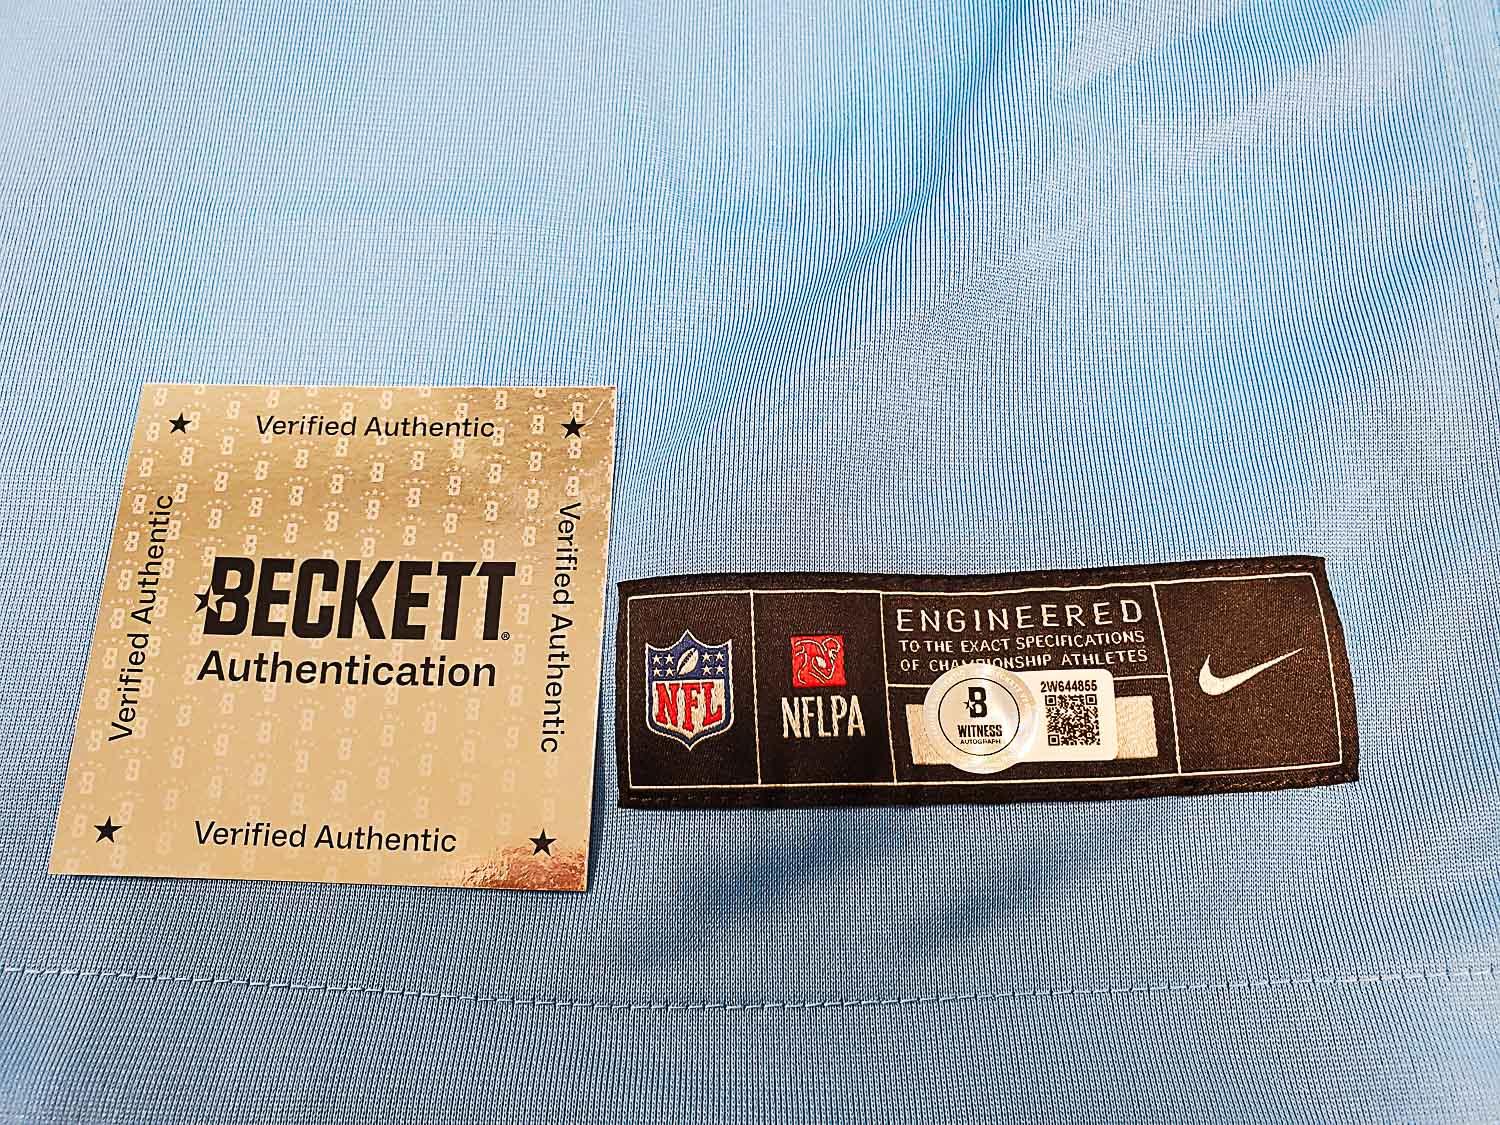 Verified Authentic
Verified Authentic
Verified Authentic
BECKETT®
Authentication
Verified Authentic
NFL
NFLPA
ENGINEERED
TO THE EXACT SPECIFICATIONS
OF CHAMPIONSHIP ATHLETES
B
WITNESS
AUTOGRAPH
2W644855